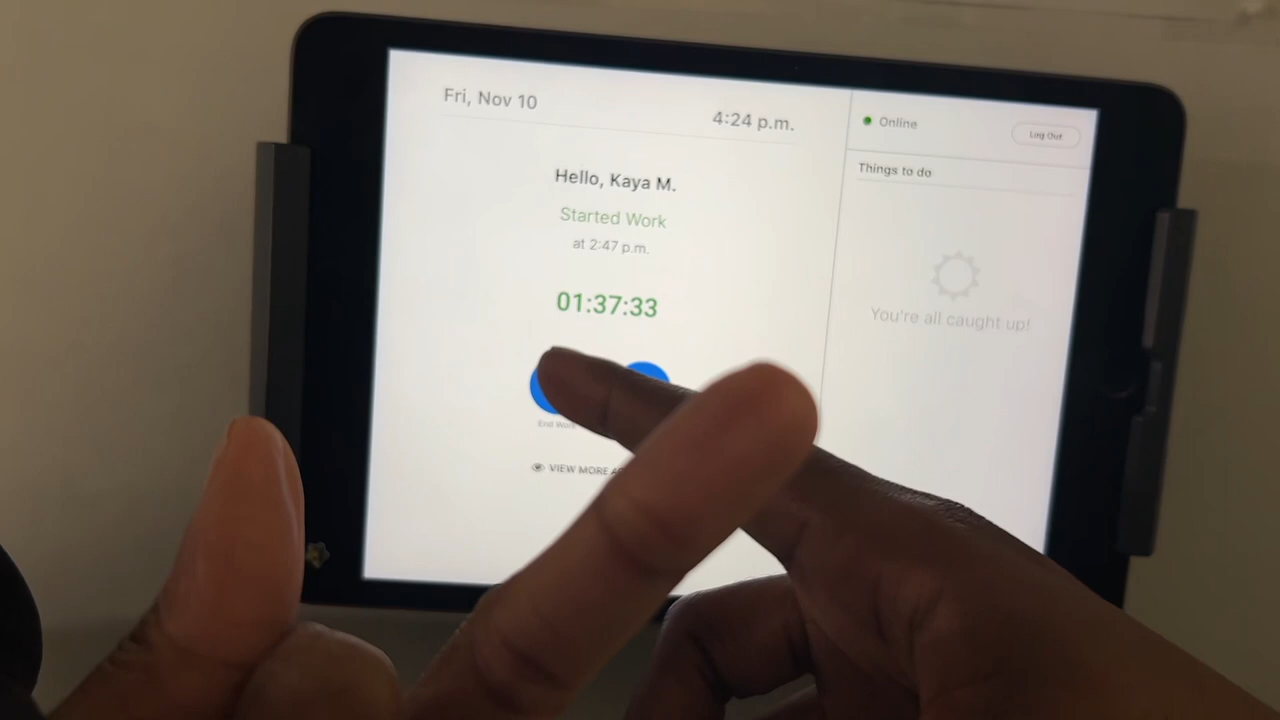 Fri, Nov 10
4:24 p.m.
Hello, Kaya M.
Started Work
at 2:47 p.m.
01:37:33
End Work
VIEW MORE
Online
Log Out
Things to do
You're all caught up!